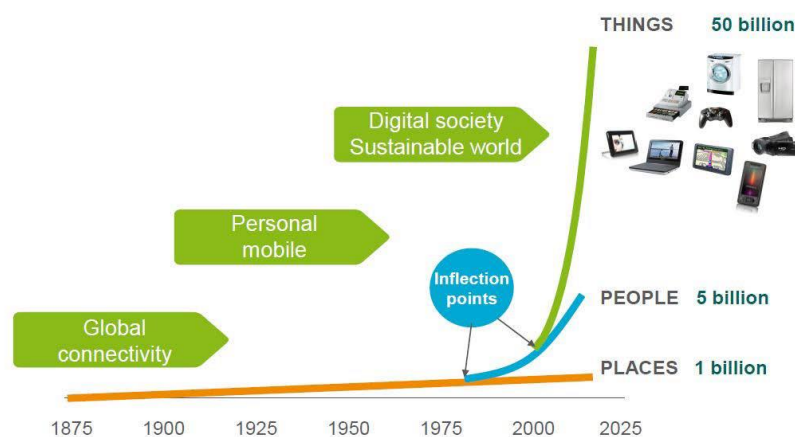 THINGS 50 billion
Digital society
Sustainable world
Personal
mobile
Inflection
points
PEOPLE 5 billion
Global
connectivity
PLACES 1 billion
1875 1900 1925 1950 1975 2000 2025